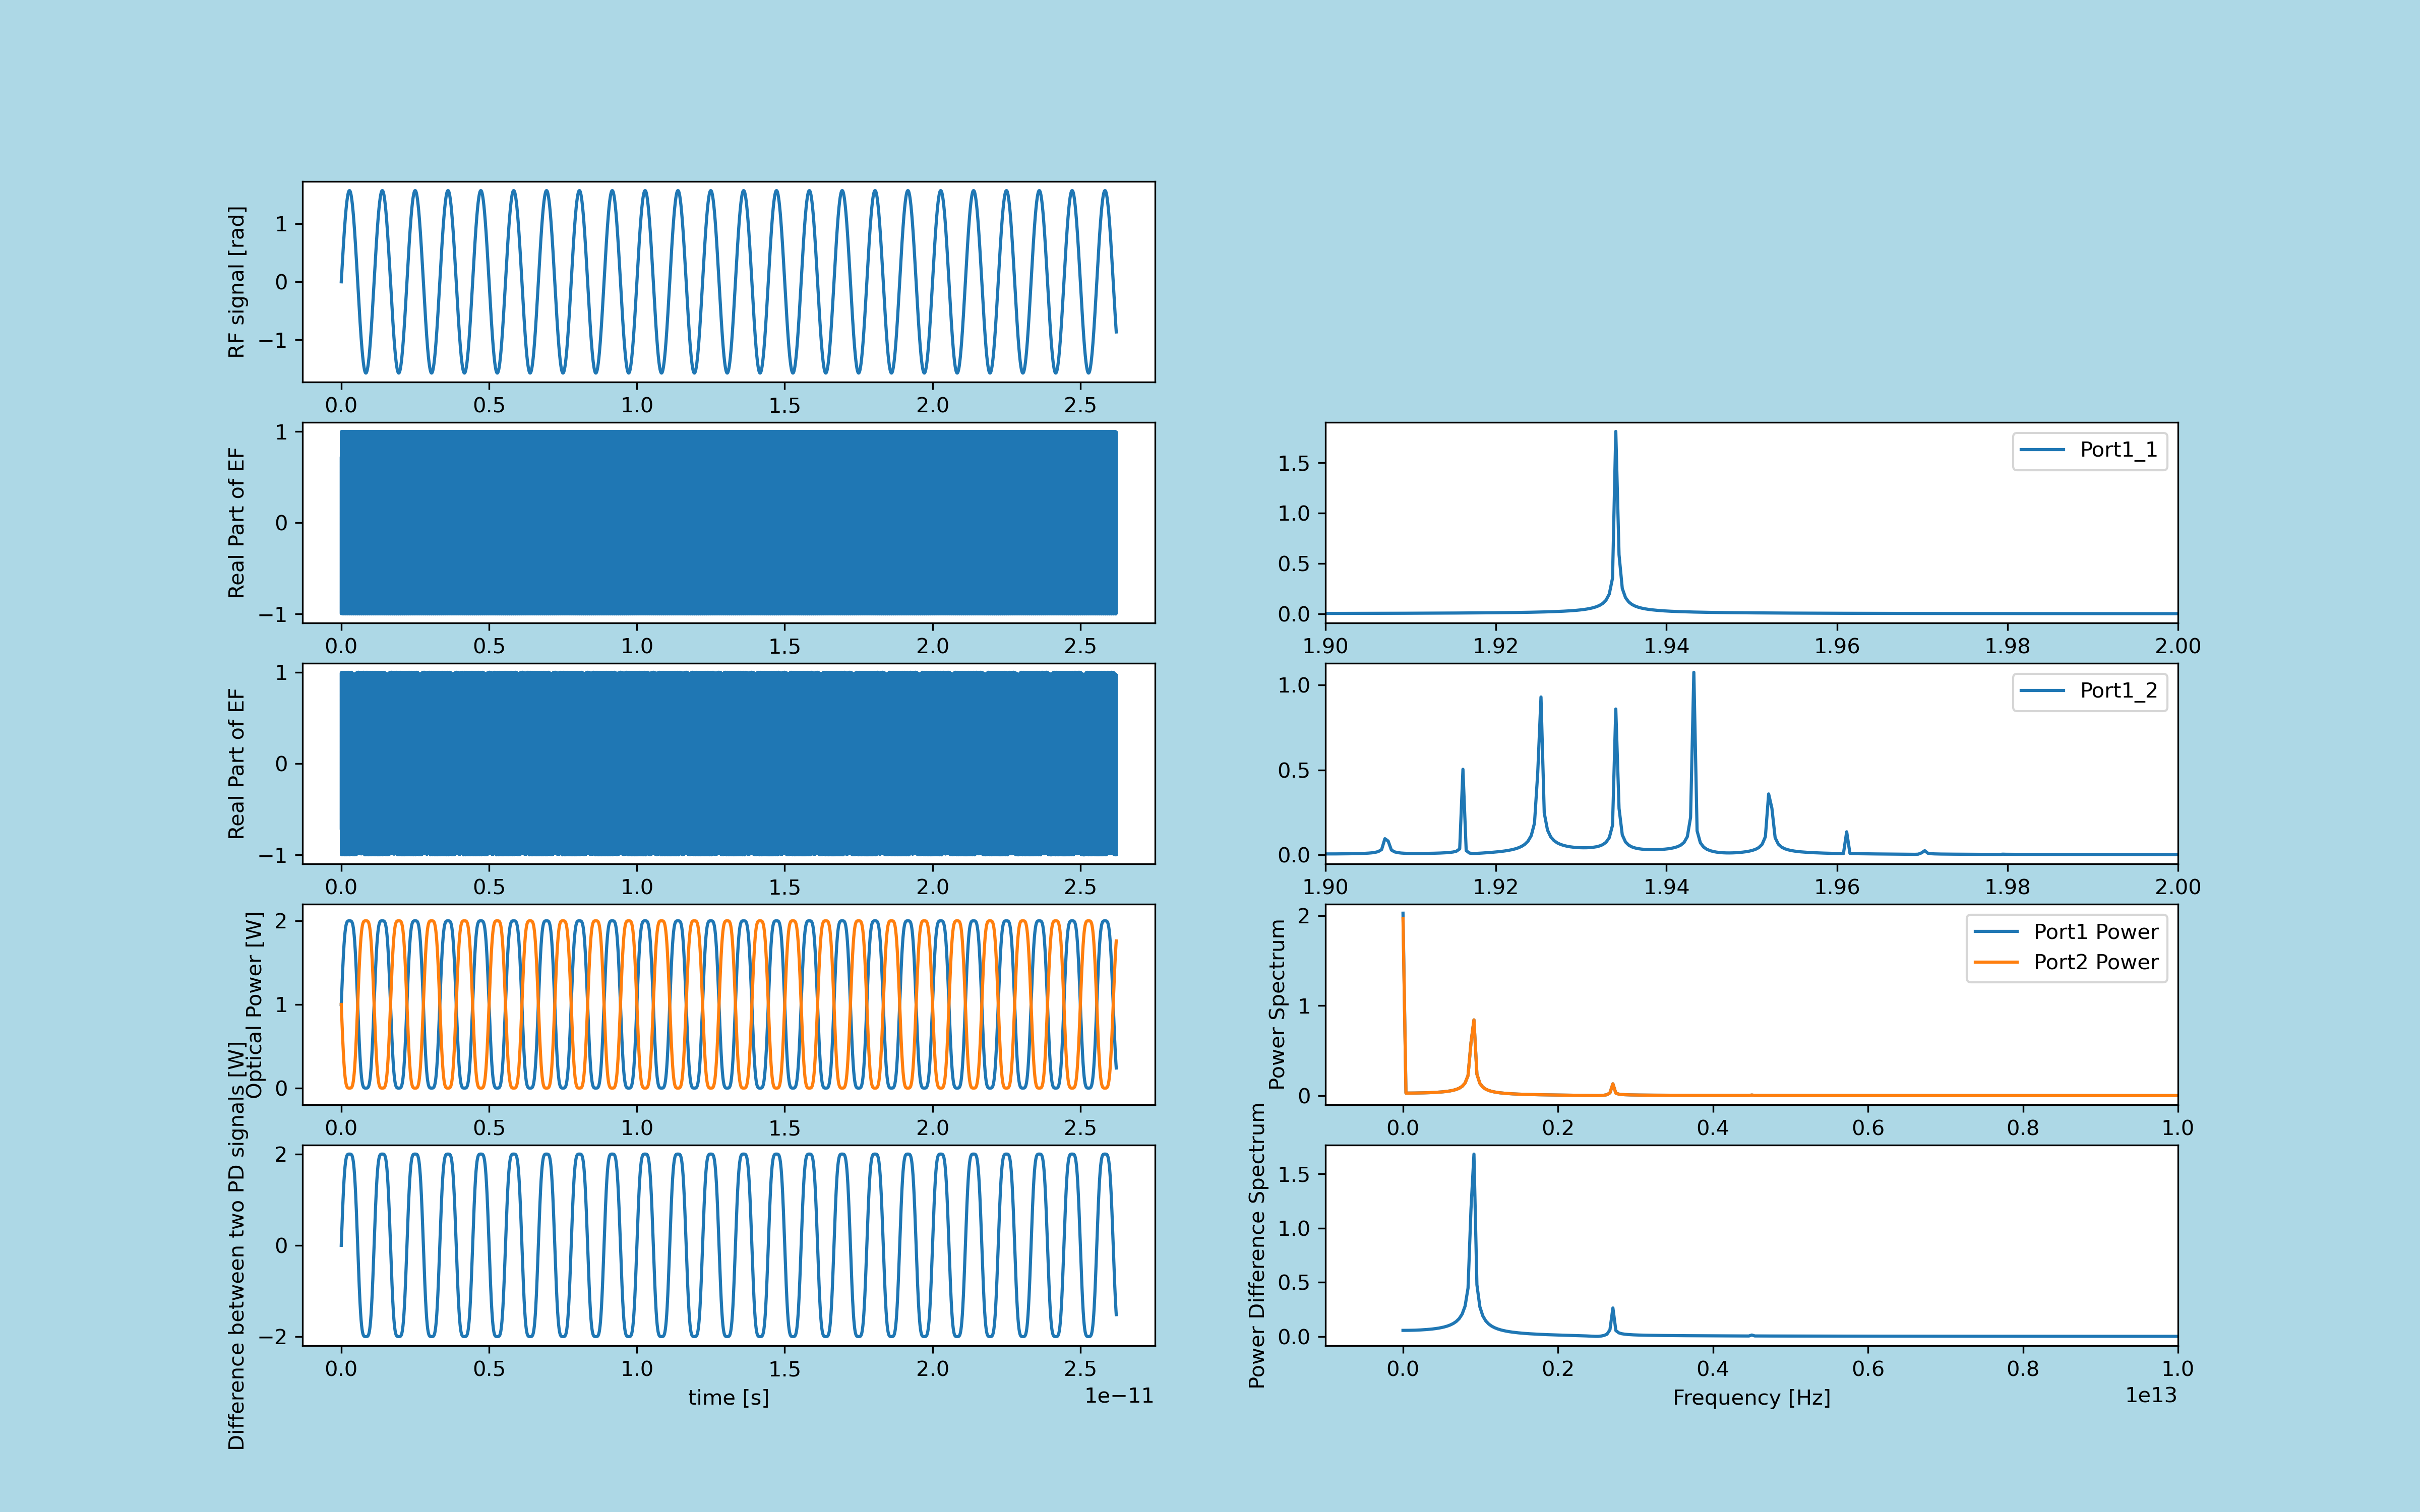 RF signal [rad]
1
0
−1
0.0 0.5 1.0 1.5 2.0 2.5
Real Part of EF
1
0
−1
0.0 0.5 1.0 1.5 2.0 2.5
1.5
1.0
0.5
0.0
Port1_1
1.90 1.92 1.94 1.96 1.98 2.00
Real Part of EF
1
0
−1
0.0 0.5 1.0 1.5 2.0 2.5
1.0
0.5
0.0
Port1_2
1.90 1.92 1.94 1.96 1.98 2.00
Optical Power [W]
2
1
0
0.0 0.5 1.0 1.5 2.0 2.5
Power Spectrum
2
1
0
Port1 Power
Port2 Power
0.0 0.2 0.4 0.6 0.8 1.0
Difference between two PD signals [W]
2
0
−2
0.0 0.5 1.0 1.5 2.0 2.5
time [s]
1e−11
Power Difference Spectrum
1.5
1.0
0.5
0.0
0.0 0.2 0.4 0.6 0.8 1.0
Frequency [Hz]
1e13